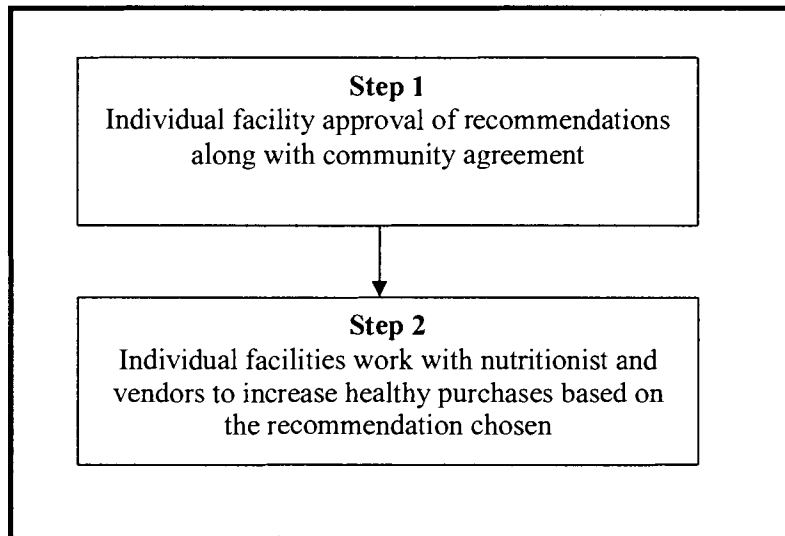 Step 1
Individual facility approval of recommendations
along with community agreement
Step 2
Individual facilities work with nutritionist and
vendors to increase healthy purchases based on
the recommendation chosen